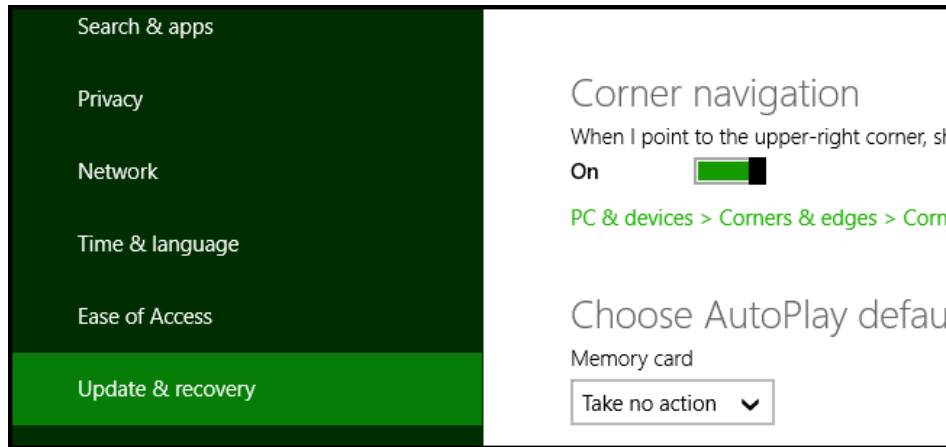 Search & apps
Privacy
Network
Time & language
Ease of Access
Update & recovery
Corner navigation
When I point to the upper-right corner,
On
PC & devices > Corners & edges >
Choose AutoPlay
Memory card
Take no action